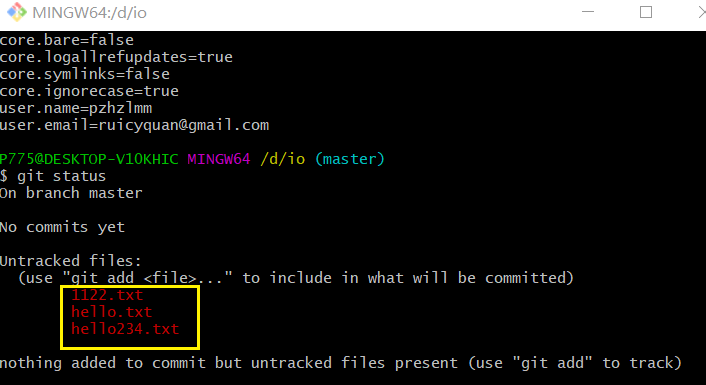 MINGW64:/d/io
core.bare=false
core.logallrefupdates=true
core.symlinks=false
core.ignorecase=true
user.name=pzhzlmm
user.email=ruicyquan@gmail.com
P775@DESKTOP-V10KHIC MINGW64 /d/io (master)
$ git status
On branch master
No commits yet
Untracked files:
(use "git add <file>..." to include in what will be committed)
1122.txt
hello.txt
hello234.txt
nothing added to commit but untracked files present (use "git add" to track)